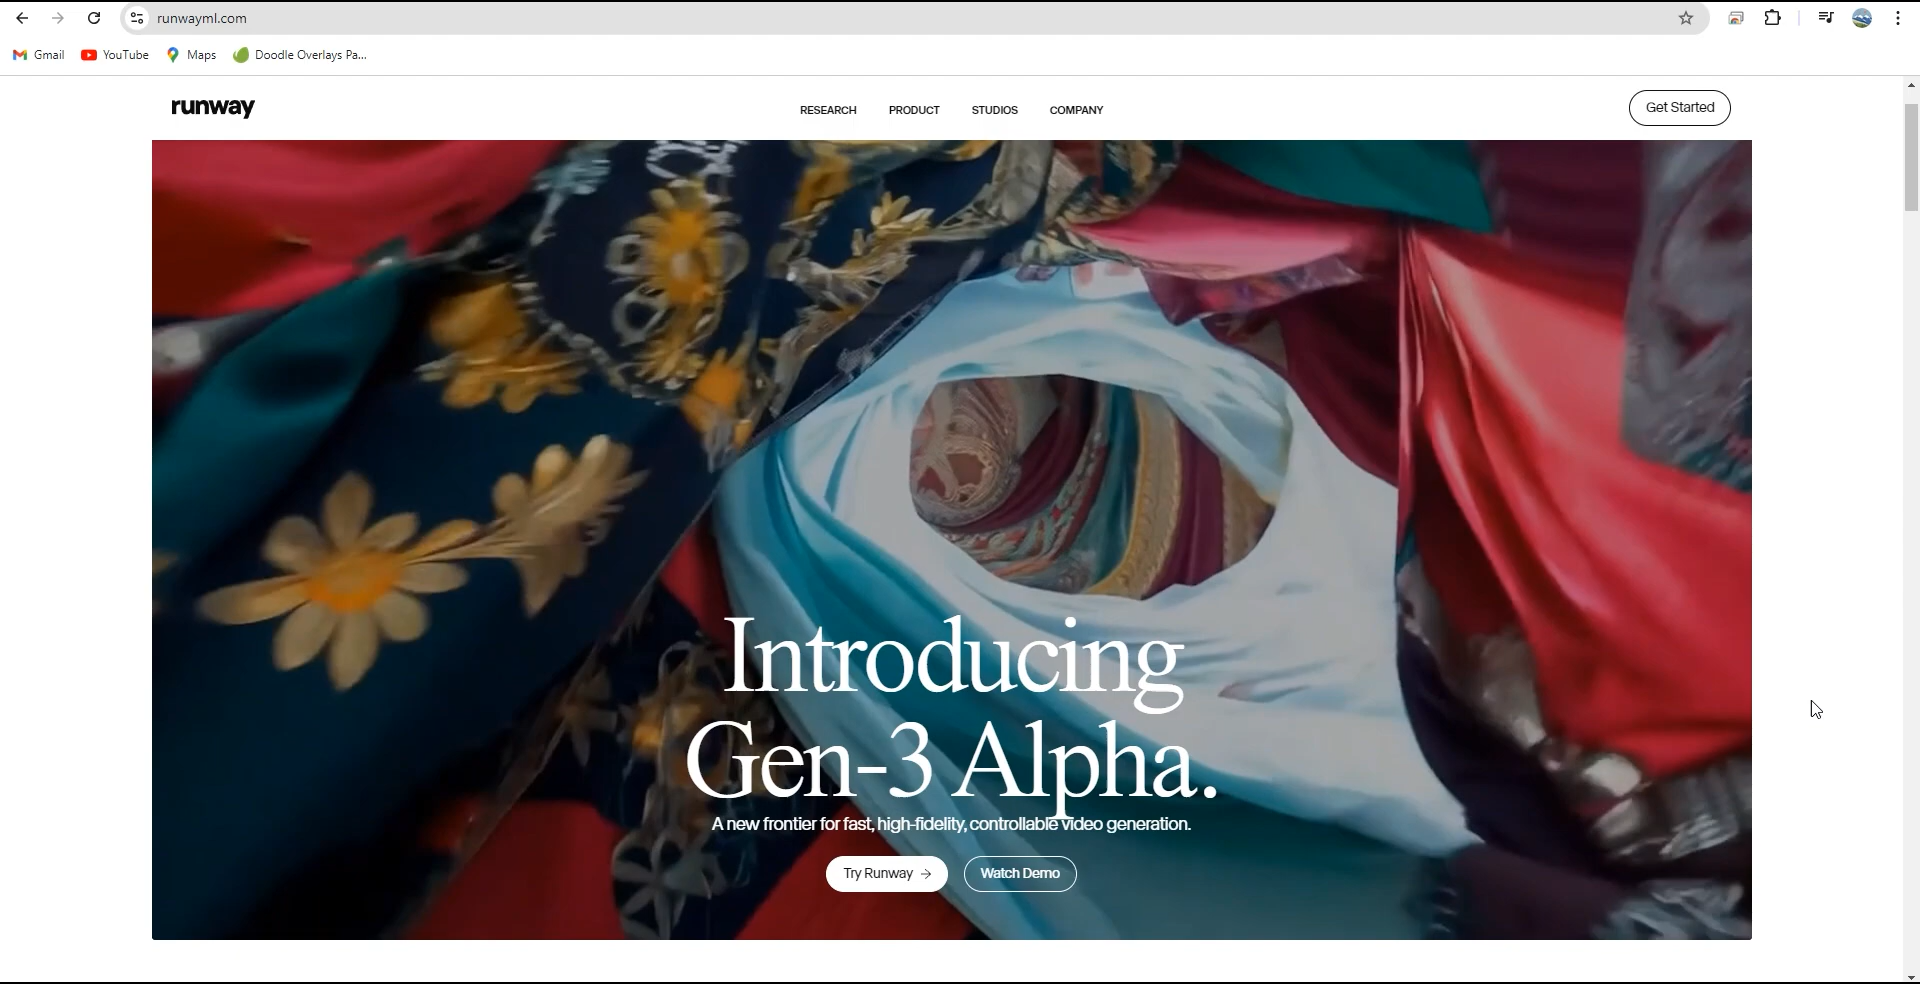 runwayml.com
Gmail YouTube Maps Doodle Overlays Pa...
runway RESEARCH PRODUCT STUDIOS COMPANY Get Started
Introducing
Gen-3 Alpha.
A new frontier for fast, high-fidelity, controllable video generation.
Try Runway → Watch Demo